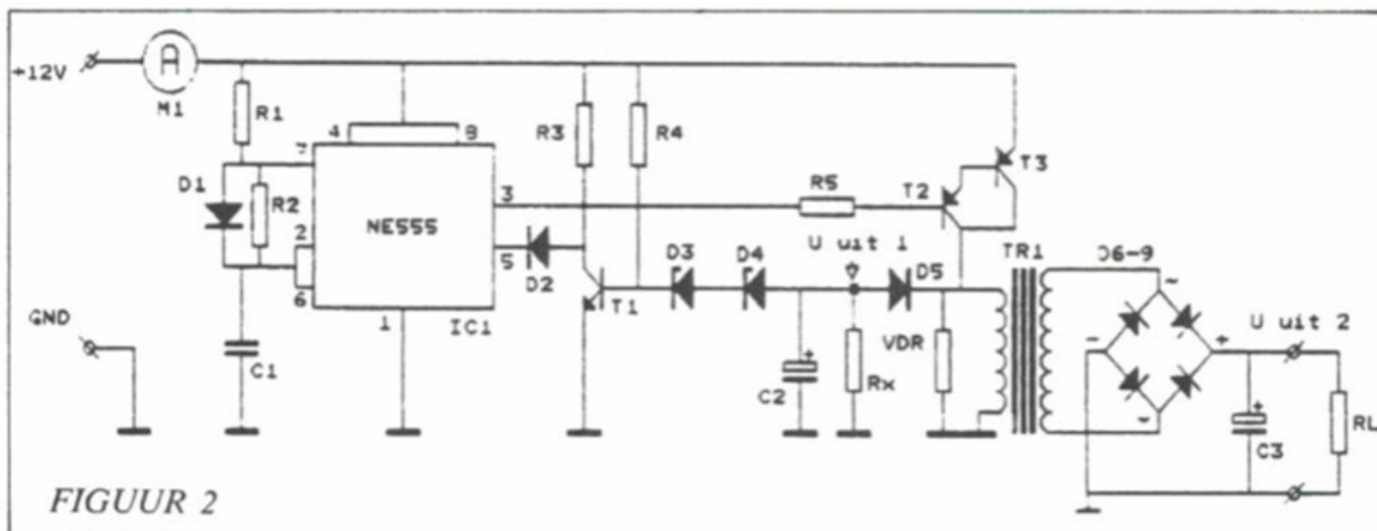 +12V
A
M1
R1
4
8
7
D1
R2
2
6
3
5
1
NE555
IC1
GND
C1
D2
R3
R4
T1
D3
D4
R5
U uit 1
D5
T2
T3
C2
+
Rx
VDR
TR1
D6-9
~
-
+
~
U uit 2
+
C3
RL
FIGUUR 2